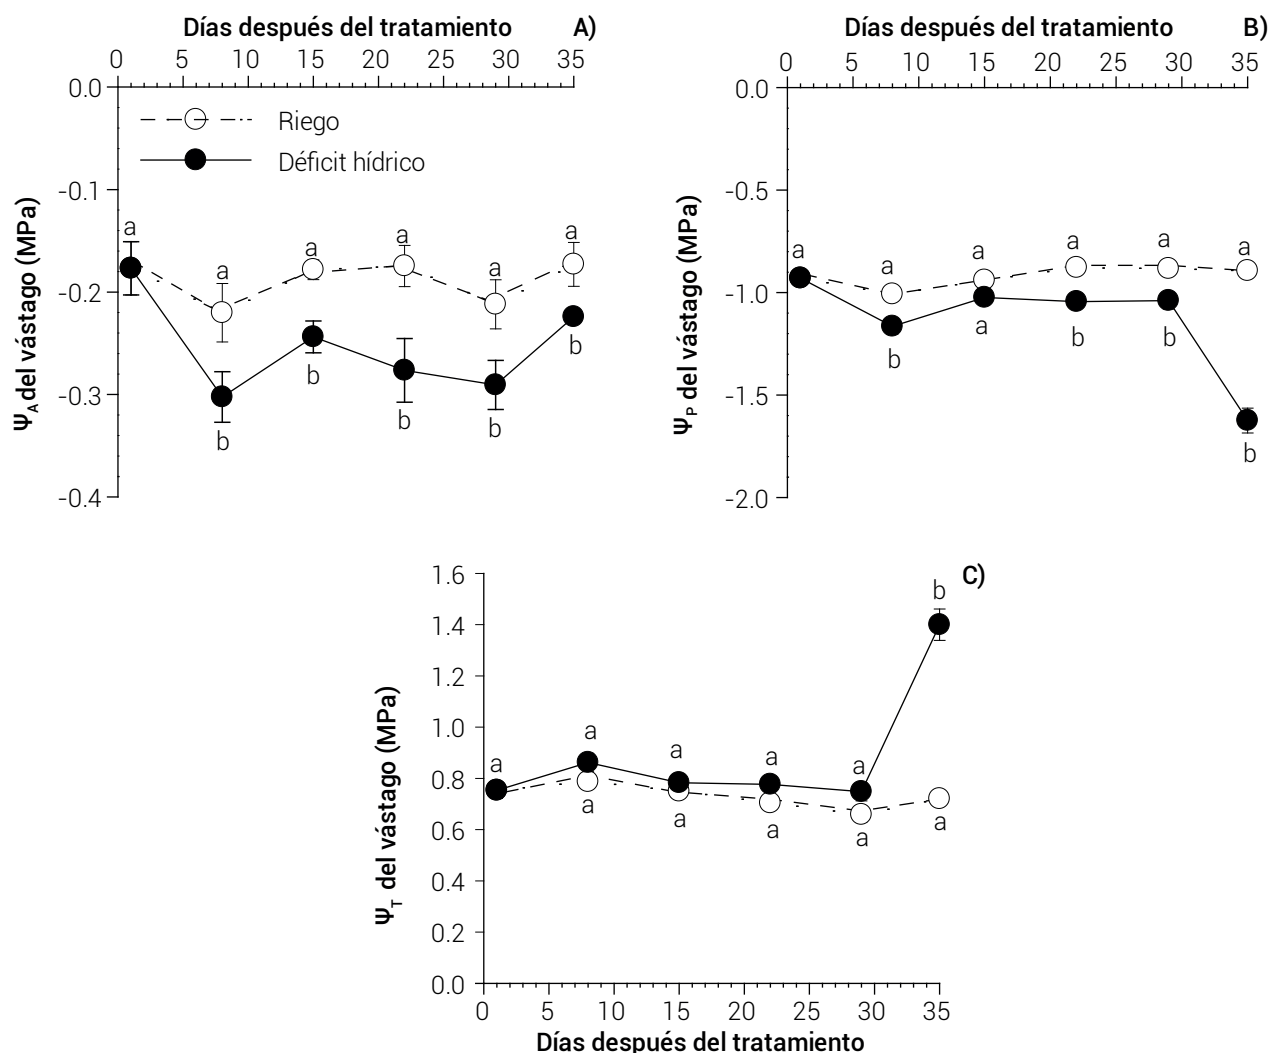 Días después del tratamiento A)
0 5 10 15 20 25 30 35
0.0
-0.1
-0.2
-0.3
-0.4
Ψ_A del vástago (MPa)
Riego
Déficit hídrico
a a a a a a
b b b b b
Días después del tratamiento B)
0 5 10 15 20 25 30 35
0.0
-0.5
-1.0
-1.5
-2.0
Ψ_P del vástago (MPa)
a a a a a a
b a b b b
C)
1.6
1.4
1.2
1.0
0.8
0.6
0.4
0.2
0.0
Ψ_T del vástago (MPa)
a a a a a b
a a a a a
0 5 10 15 20 25 30 35
Días después del tratamiento